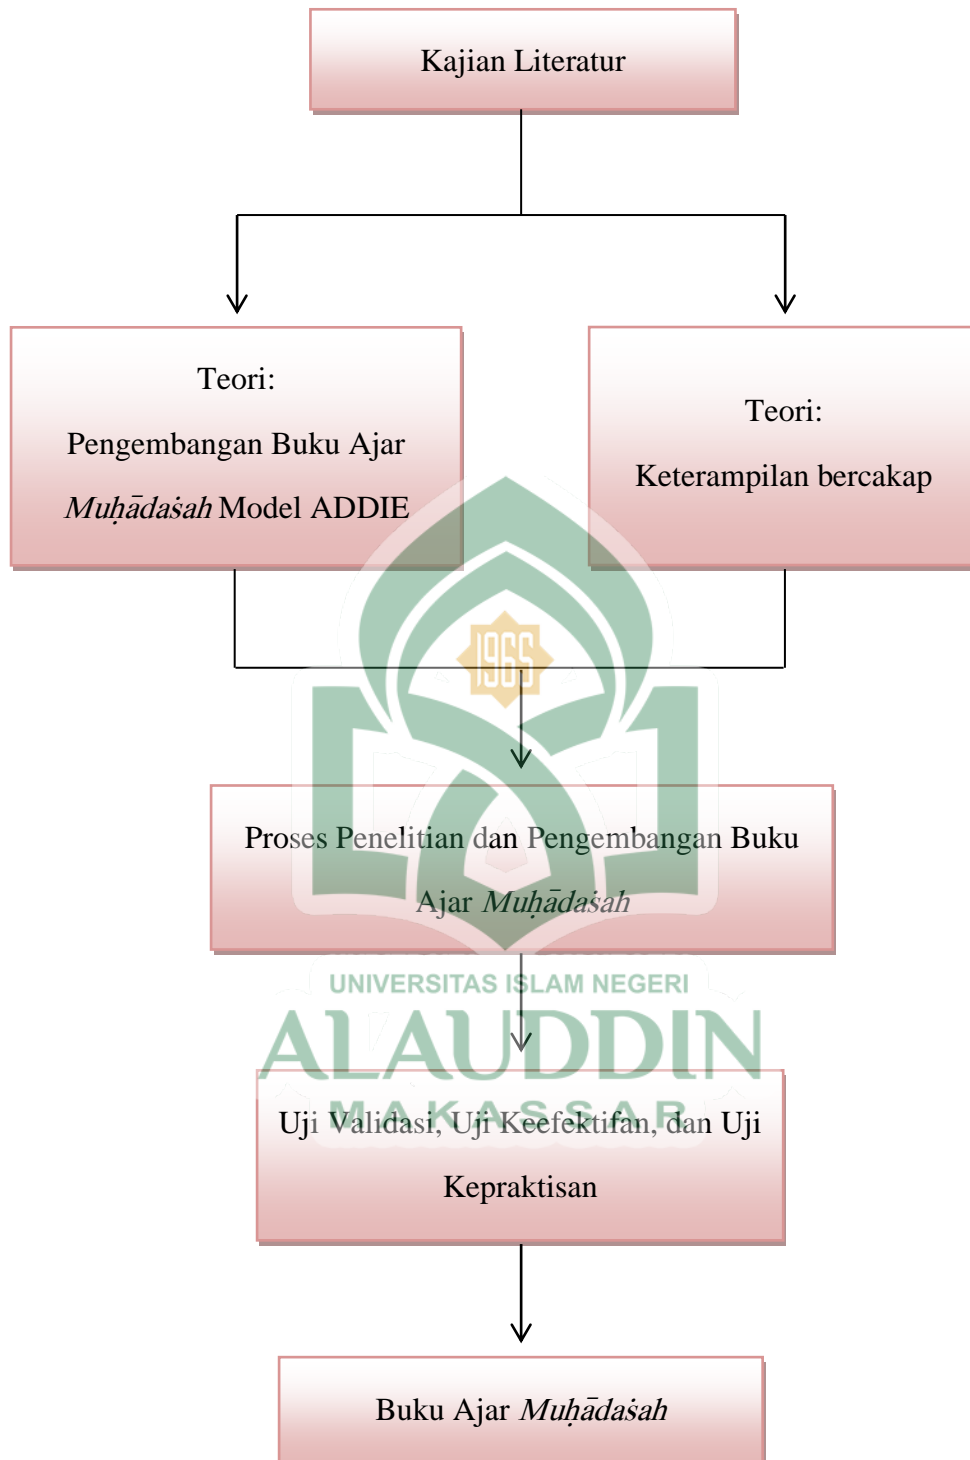 Kajian Literatur
Teori:
Pengembangan Buku Ajar
Muḥādaṡah Model ADDIE
Teori:
Keterampilan bercakap
1965
Proses Penelitian dan Pengembangan Buku
Ajar Muḥādaṡah
UNIVERSITAS ISLAM NEGERI
ALAUDDIN
MAKASSAR
Uji Validasi, Uji Keefektifan, dan Uji
Kepraktisan
Buku Ajar Muḥādaṡah